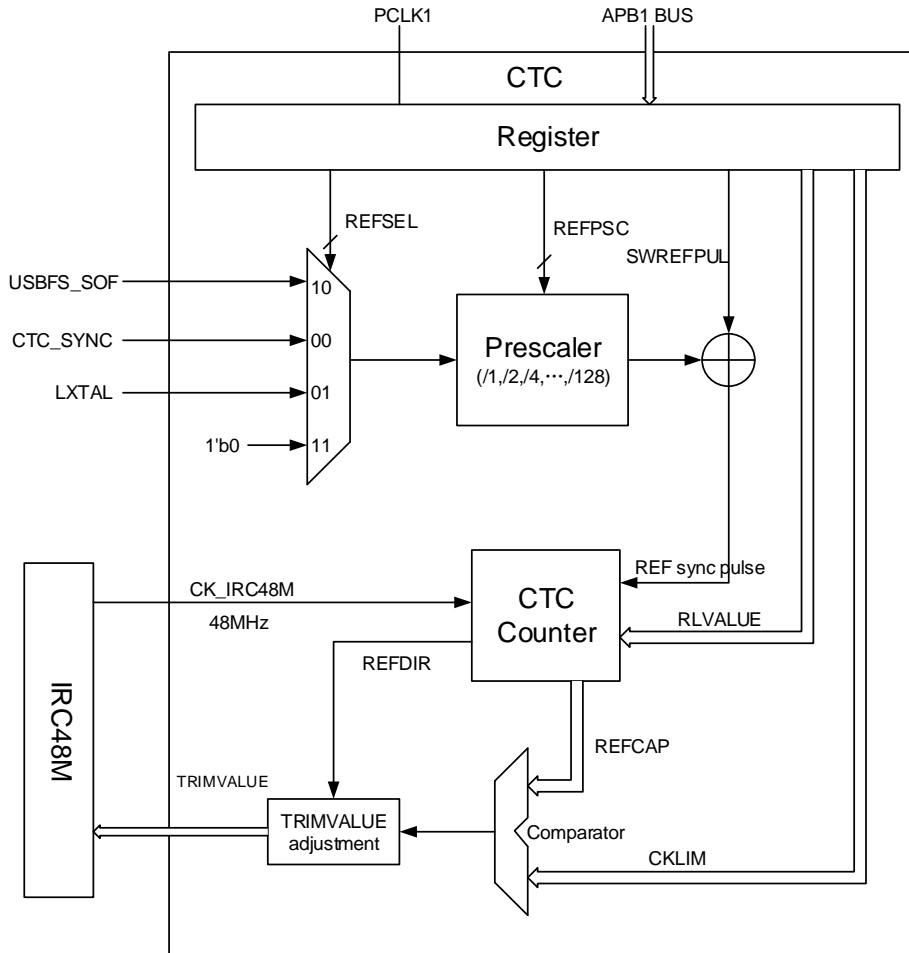 PCLK1
APB1 BUS
CTC
Register
REFSEL
REFPSC
SWREFPUL
USBFS_SOF
10
CTC_SYNC
00
Prescaler
(/1,/2,/4,···,/128)
LXTAL
01
1'b0
11
REF sync pulse
CK_IRC48M
48MHz
CTC
Counter
RLVALUE
REFDIR
IRC48M
REFCAP
TRIMVALUE
TRIMVALUE
adjustment
Comparator
CKLIM